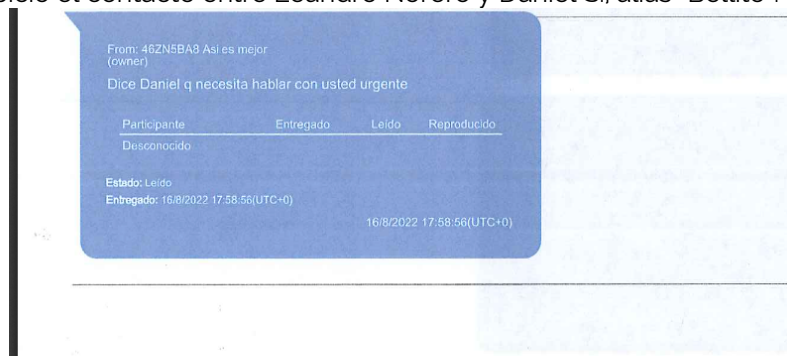 el contacto entre Leandro Norero y Daniel S., alias
From: 46ZN5BA8 Asi es mejor
(owner)
Dice Daniel q necesita hablar con usted urgente
Participante Entregado Leído Reproducido
Desconocido
Estado: Leído
Entregado: 16/8/2022 17:58:56(UTC+0)
16/8/2022 17:58:56(UTC+0)